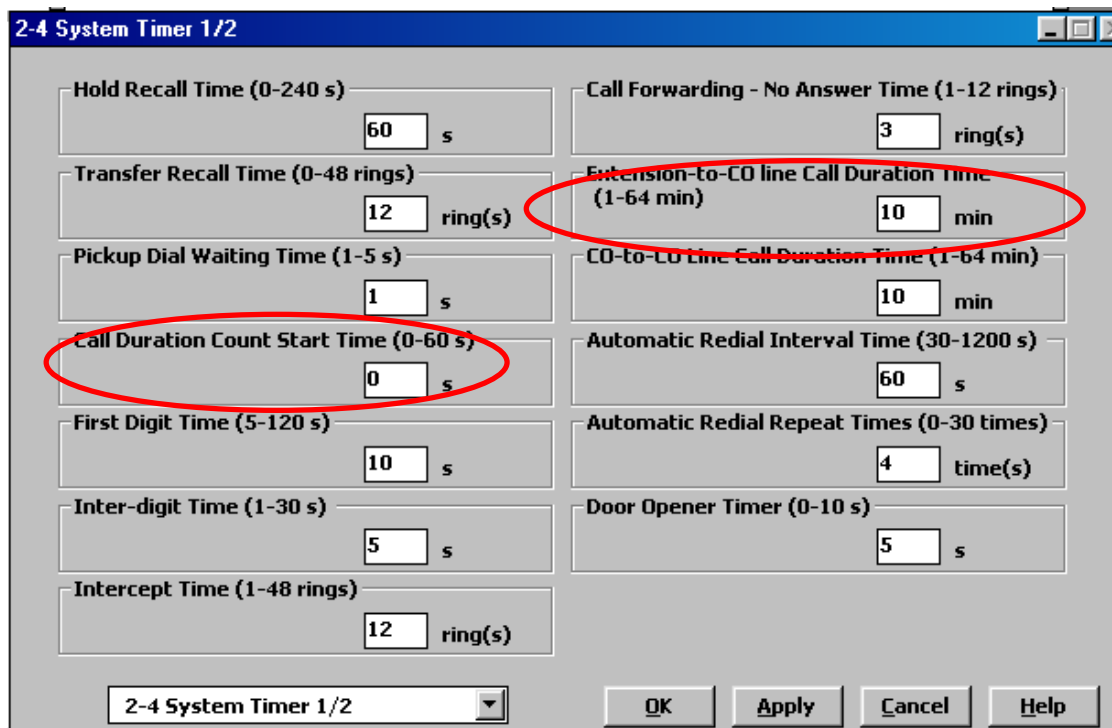 2-4 System Timer 1/2
Hold Recall Time (0-240 s)
60 s
Transfer Recall Time (0-48 rings)
12 ring(s)
Pickup Dial Waiting Time (1-5 s)
1 s
Call Duration Count Start Time (0-60 s)
0 s
First Digit Time (5-120 s)
10 s
Inter-digit Time (1-30 s)
5 s
Intercept Time (1-48 rings)
12 ring(s)
Call Forwarding - No Answer Time (1-12 rings)
3 ring(s)
Extension-to-CO line Call Duration Time
(1-64 min)
10 min
CO-to-CO Line Call Duration Time (1-64 min)
10 min
Automatic Redial Interval Time (30-1200 s)
60 s
Automatic Redial Repeat Times (0-30 times)
4 time(s)
Door Opener Timer (0-10 s)
5 s
2-4 System Timer 1/2
OK Apply Cancel Help